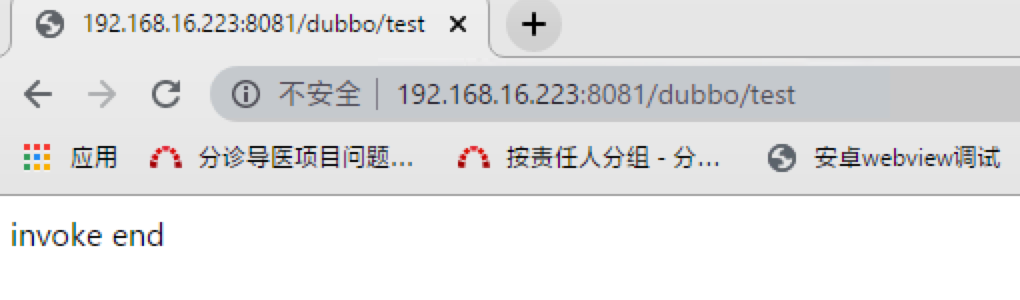 192.168.16.223:8081/dubbo/test
不安全 | 192.168.16.223:8081/dubbo/test
应用 分诊导医项目问题... 按责任人分组 - 分... 安卓webview调试
invoke end